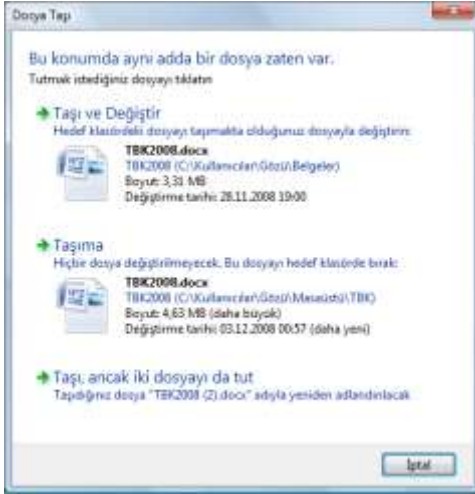 Dosya Taşı
Bu konumda aynı adda bir dosya zaten var.
Tutmak istediğiniz dosyayı tıklatın
Taşı ve Değiştir
Hedef klasördeki dosyayı taşımakta olduğunuz dosyayla değiştirin:
TBK2008.docx
TBK2008 (C:\Kullanıcılar\Gözü\Belgeler)
Boyut: 3,31 MB
Değiştirme tarihi: 28.11.2008 19:00
Taşıma
Hiçbir dosya değiştirilmeyecek. Bu dosyayı hedef klasörde bırak:
TBK2008.docx
TBK2008 (C:\Kullanıcılar\Gözü\Masaüstü\TBK)
Boyut: 4,63 MB (daha büyük)
Değiştirme tarihi: 03.12.2008 00:57 (daha yeni)
Taşı, ancak iki dosyayı da tut
Taşıdığınız dosya "TBK2008 (2).docx" adıyla yeniden adlandırılacak
İptal